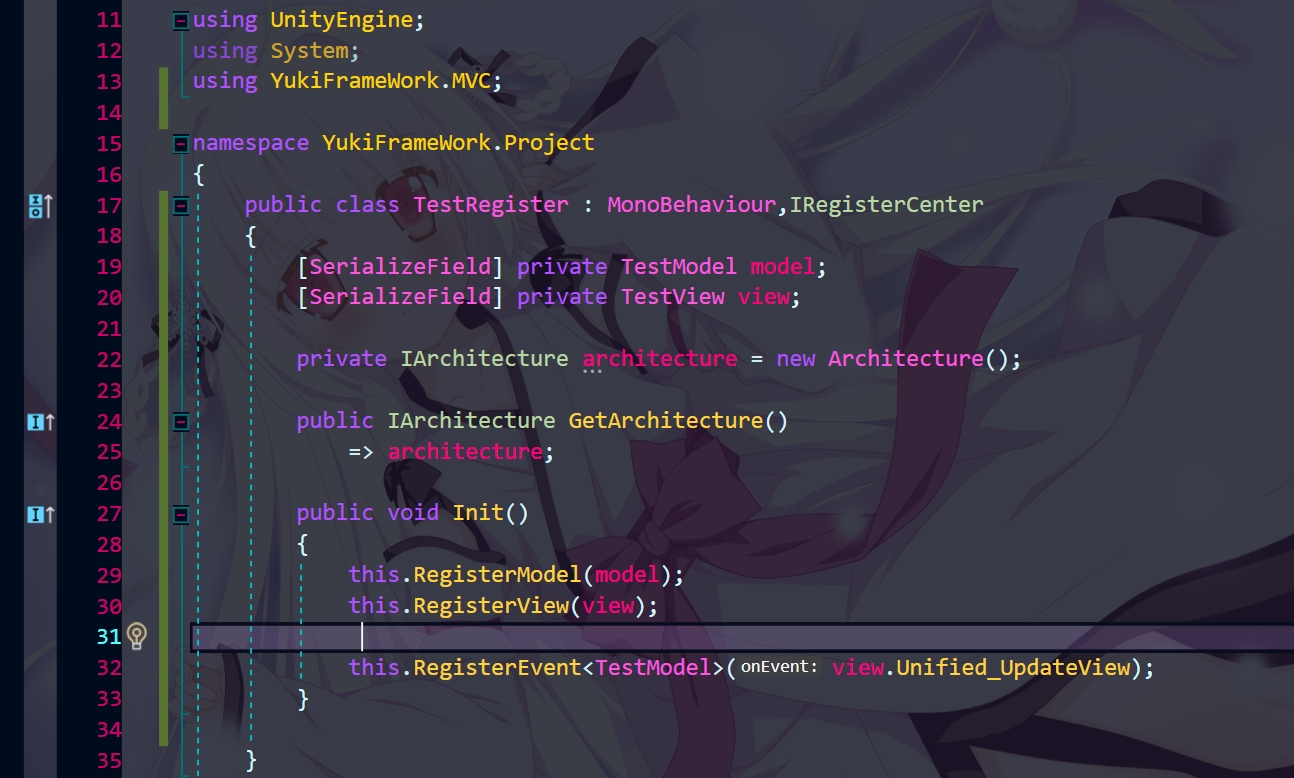 11 using UnityEngine;
12 using System;
13 using YukiFrameWork.MVC;
14
15 namespace YukiFrameWork.Project
16 {
17 public class TestRegister : MonoBehaviour,IRegisterCenter
18 {
19 [SerializeField] private TestModel model;
20 [SerializeField] private TestView view;
21
22 private IArchitecture architecture = new Architecture();
23
24 public IArchitecture GetArchitecture()
25 => architecture;
26
27 public void Init()
28 {
29 this.RegisterModel(model);
30 this.RegisterView(view);
31
32 this.RegisterEvent<TestModel>(onEvent: view.Unified_UpdateView);
33 }
34
35 }